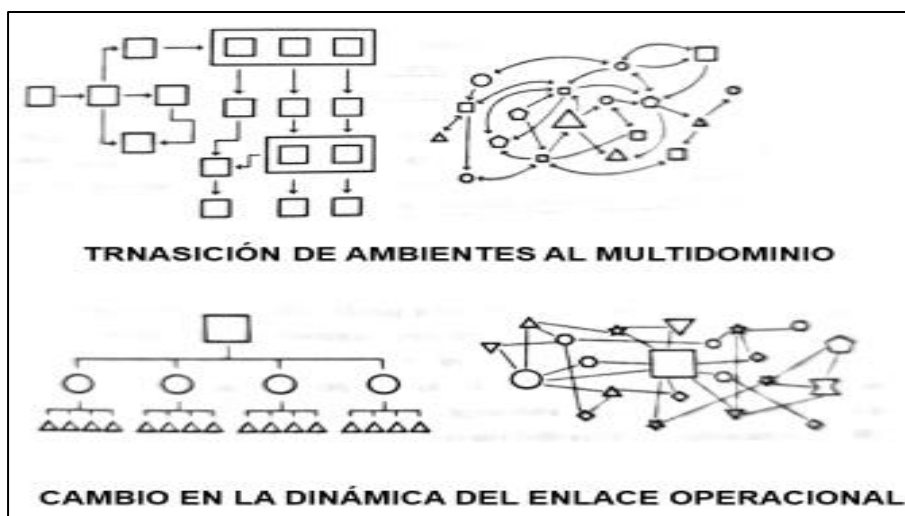 TRNASICIÓN DE AMBIENTES AL MULTIDOMINIO
CAMBIO EN LA DINÁMICA DEL ENLACE OPERACIONAL